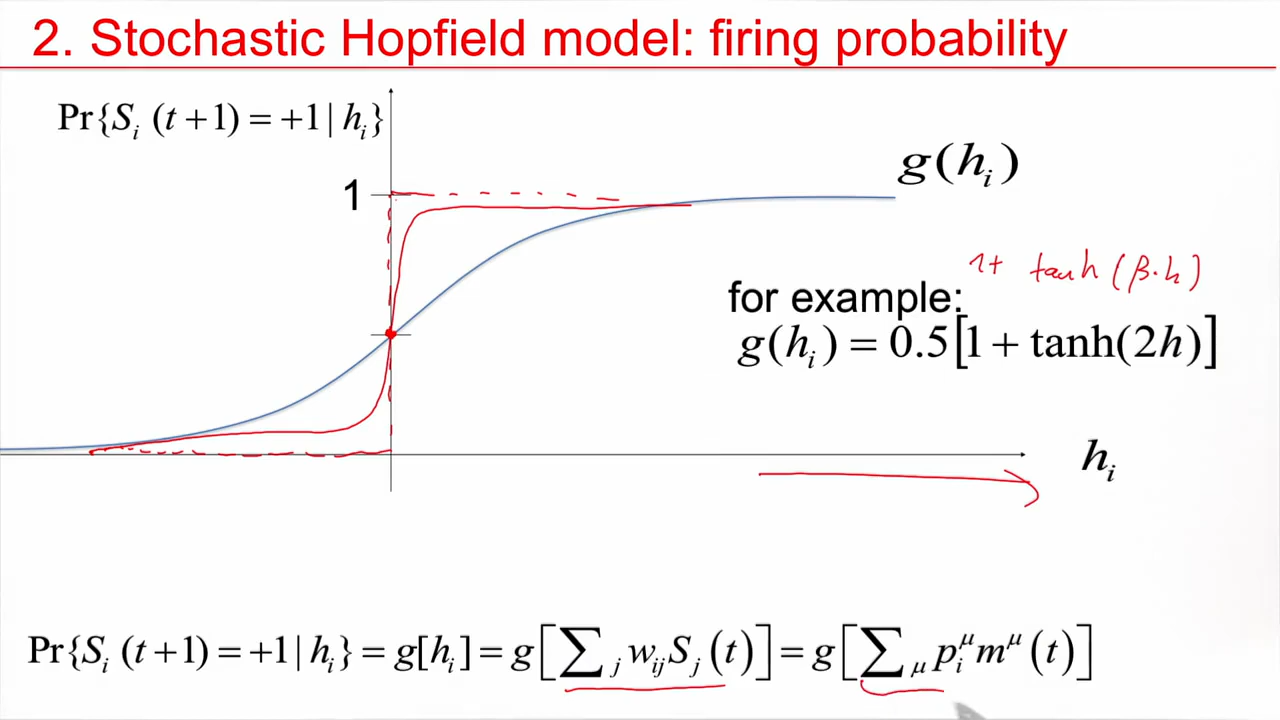 2. Stochastic Hopfield model: firing probability
Pr{S_i (t+1) = +1 | h_i}
1
g(h_i)
1+ tanh (β·h)
for example:
g(h_i) = 0.5[1 + tanh(2h)]
h_i
Pr{S_i (t+1) = +1 | h_i} = g[h_i] = g[∑_j w_ij S_j (t)] = g[∑_μ p_i^μ m^μ (t)]